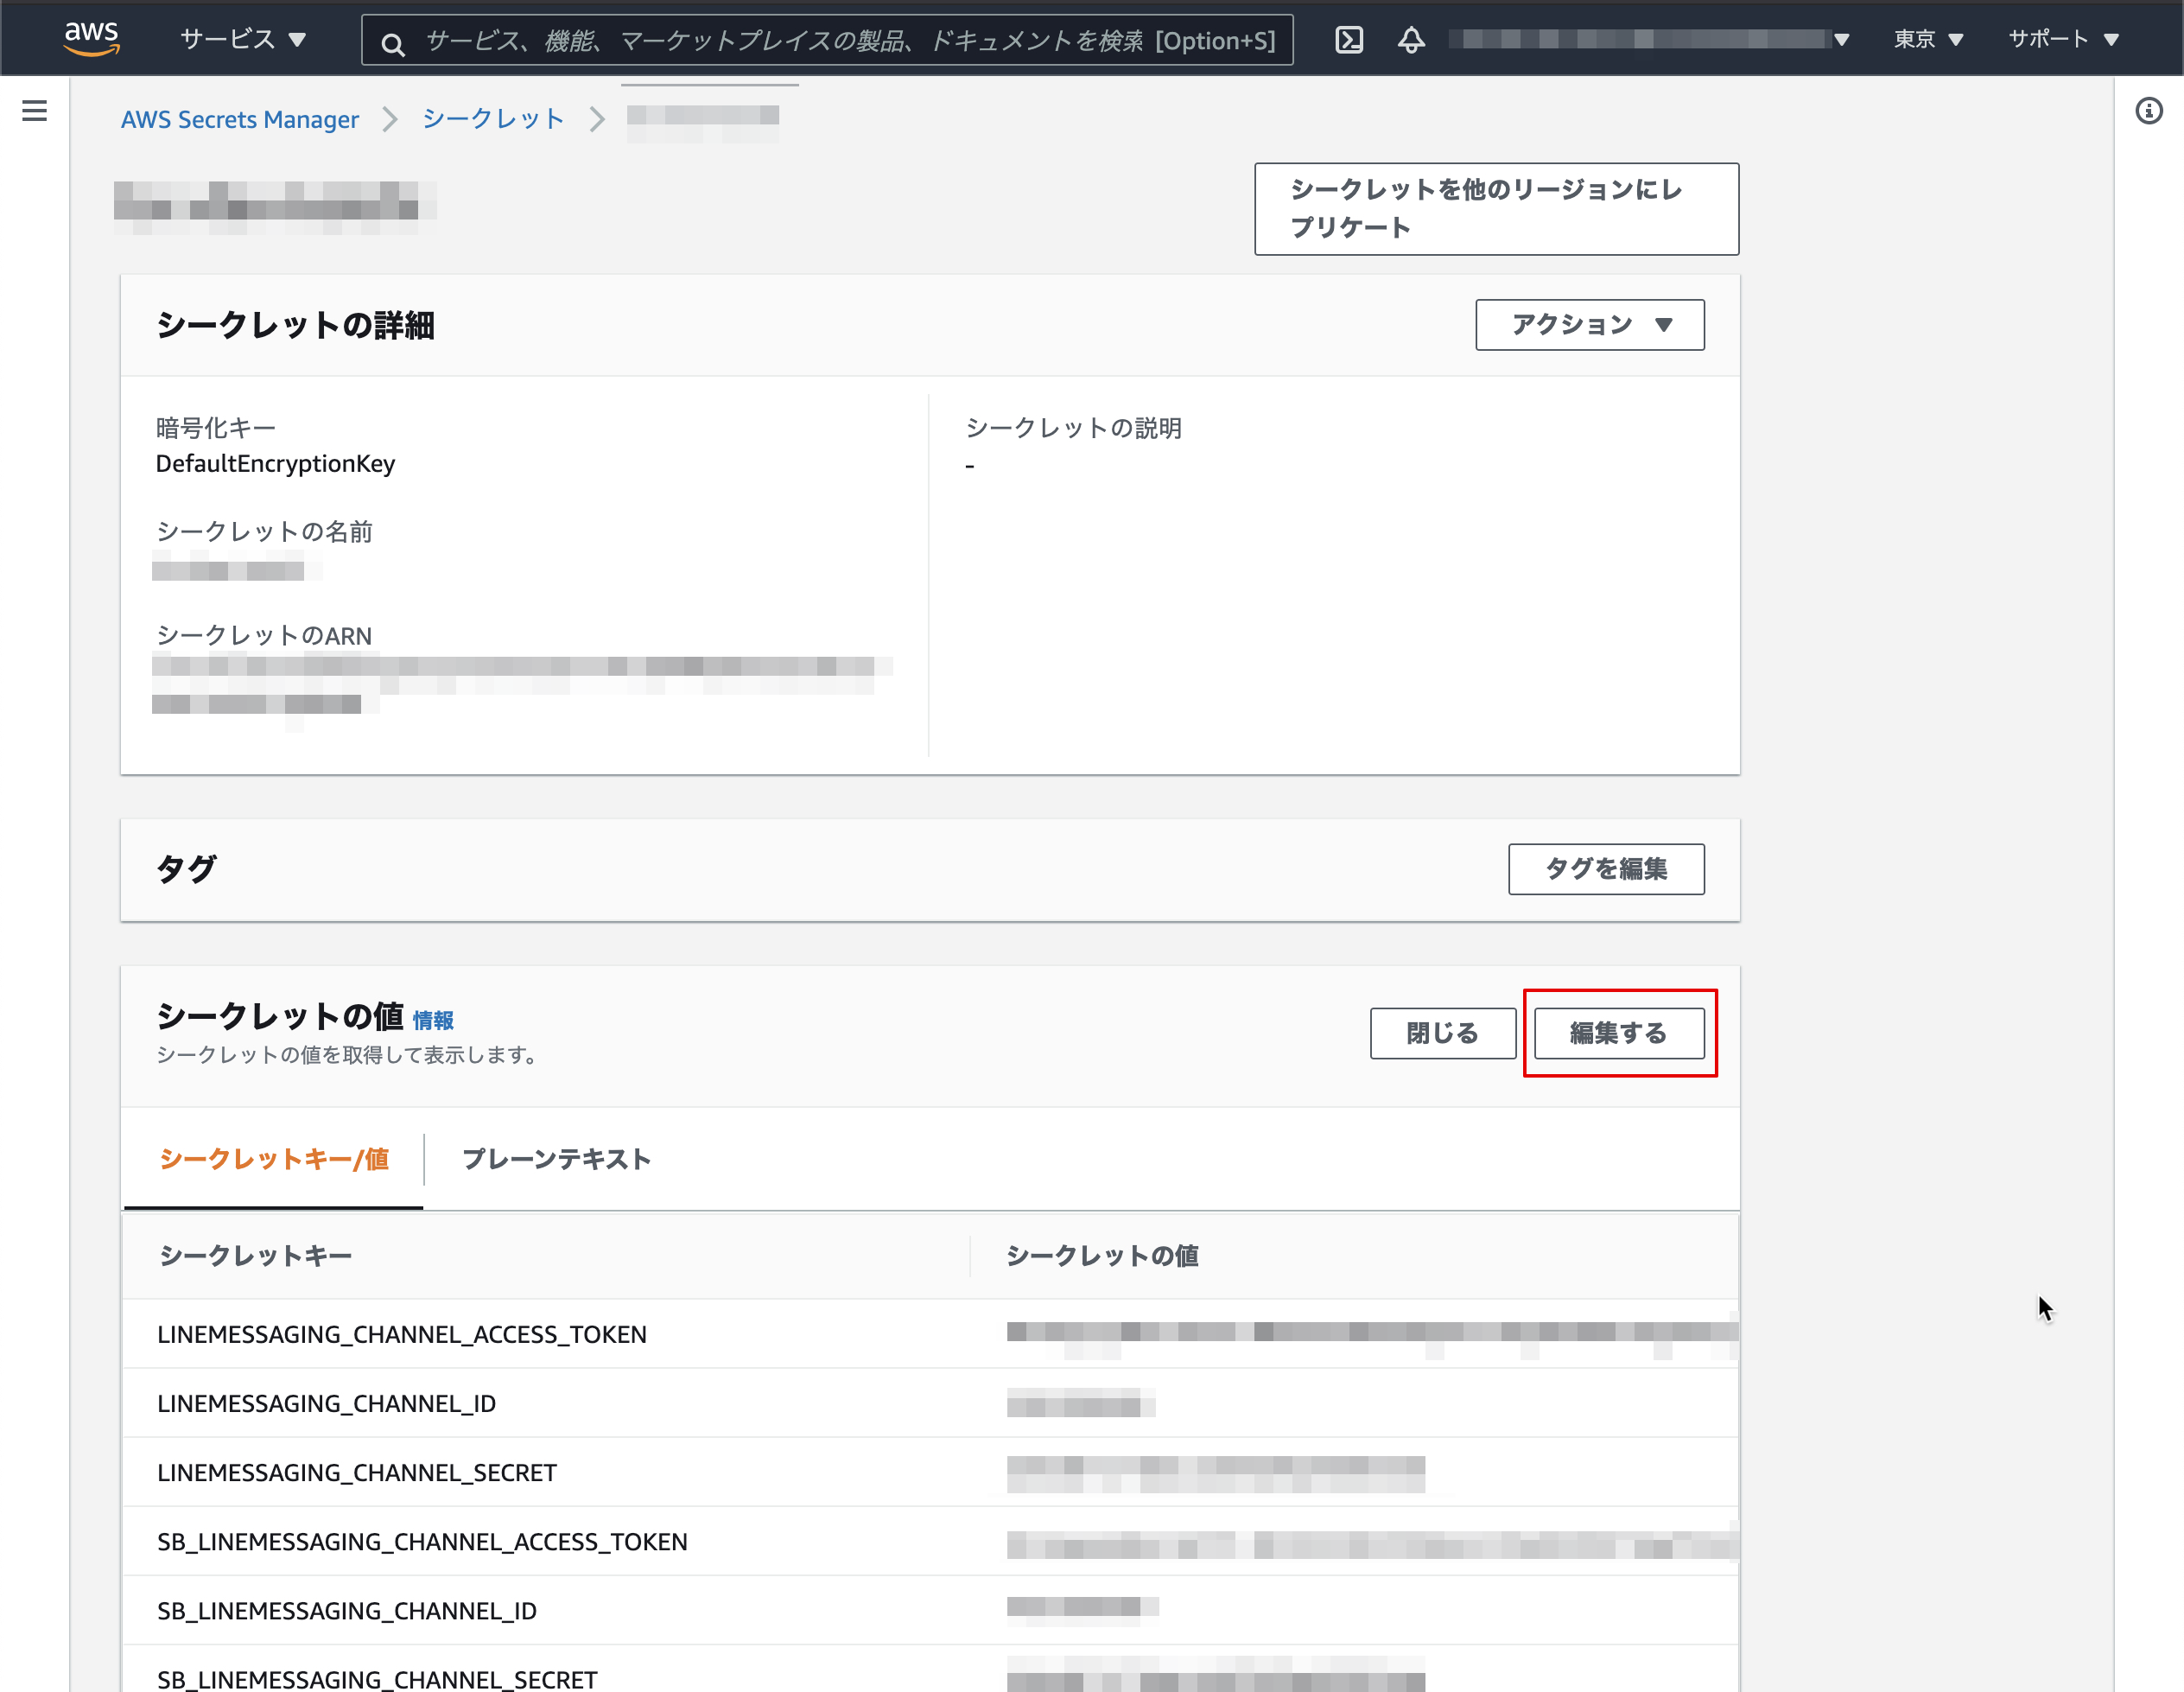 aws
サービス ▼
サービス、機能、マーケットプレイスの製品、ドキュメントを検索 [Option+S]
東京 ▼
サポート ▼
AWS Secrets Manager
シークレット
シークレットを他のリージョンにレ
プリケート
シークレットの詳細
アクション ▼
暗号化キー
DefaultEncryptionKey
シークレットの説明
-
シークレットの名前
シークレットのARN
タグ
タグを編集
シークレットの値 情報
シークレットの値を取得して表示します。
閉じる
編集する
シークレットキー/値
プレーンテキスト
シークレットキー
シークレットの値
LINEMESSAGING_CHANNEL_ACCESS_TOKEN
LINEMESSAGING_CHANNEL_ID
LINEMESSAGING_CHANNEL_SECRET
SB_LINEMESSAGING_CHANNEL_ACCESS_TOKEN
SB_LINEMESSAGING_CHANNEL_ID
SB_LINEMESSAGING_CHANNEL_SECRET